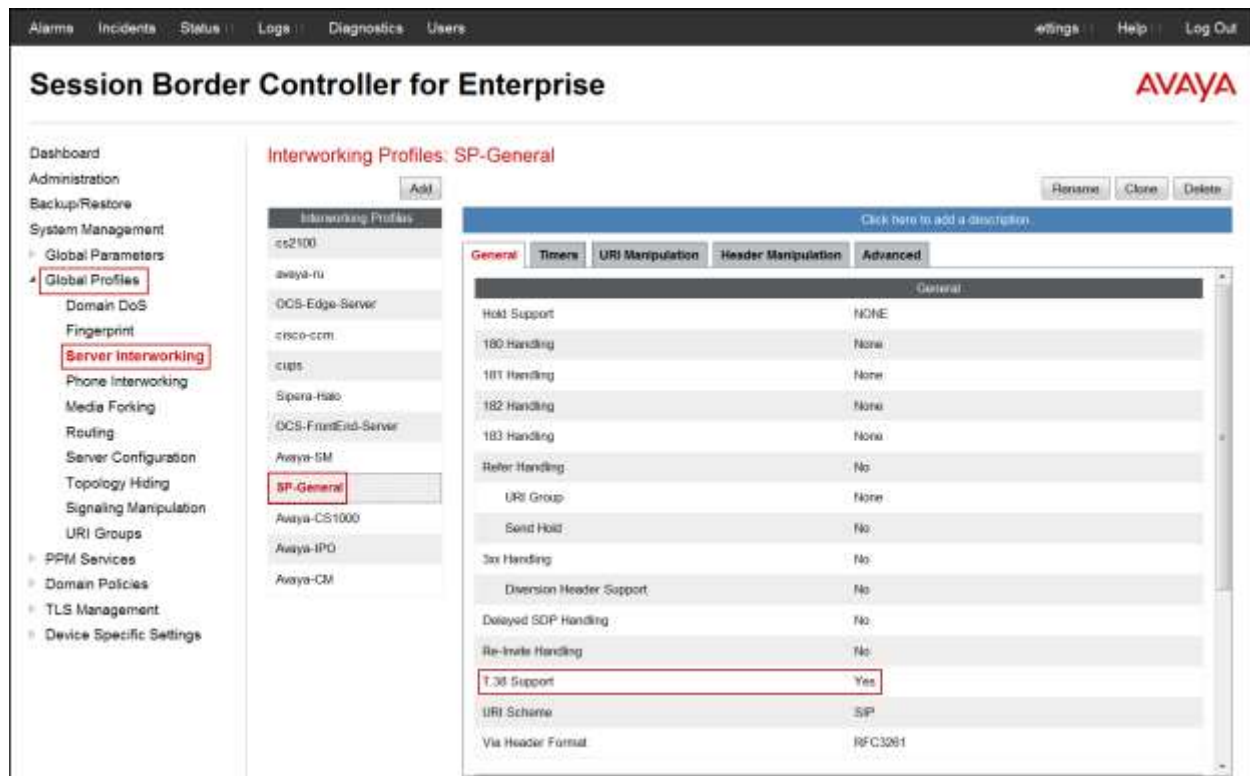 Alarms Incidents Status Logs Diagnostics Users ettings Help Log Out
Session Border Controller for Enterprise
AVAYA
Dashboard
Administration
Backup/Restore
System Management
Global Parameters
Global Profiles
Domain DoS
Fingerprint
Server Interworking
Phone Interworking
Media Forking
Routing
Server Configuration
Topology Hiding
Signaling Manipulation
URI Groups
PPM Services
Domain Policies
TLS Management
Device Specific Settings
Interworking Profiles: SP-General
Add
Rename Clone Delete
Interworking Profiles
cs2100
avaya-ru
OCS-Edge-Server
cisco-ccm
cups
Sipera-Halo
OCS-FrontEnd-Server
Avaya-SM
SP-General
Avaya-CS1000
Avaya-IPO
Avaya-CM
Click here to add a description.
General Timers URI Manipulation Header Manipulation Advanced
General
Hold Support NONE
180 Handling None
181 Handling None
182 Handling None
183 Handling None
Refer Handling No
URI Group None
Send Hold No
3xx Handling No
Diversion Header Support No
Delayed SDP Handling No
Re-Invite Handling No
T.38 Support Yes
URI Scheme SIP
Via Header Format RFC3261